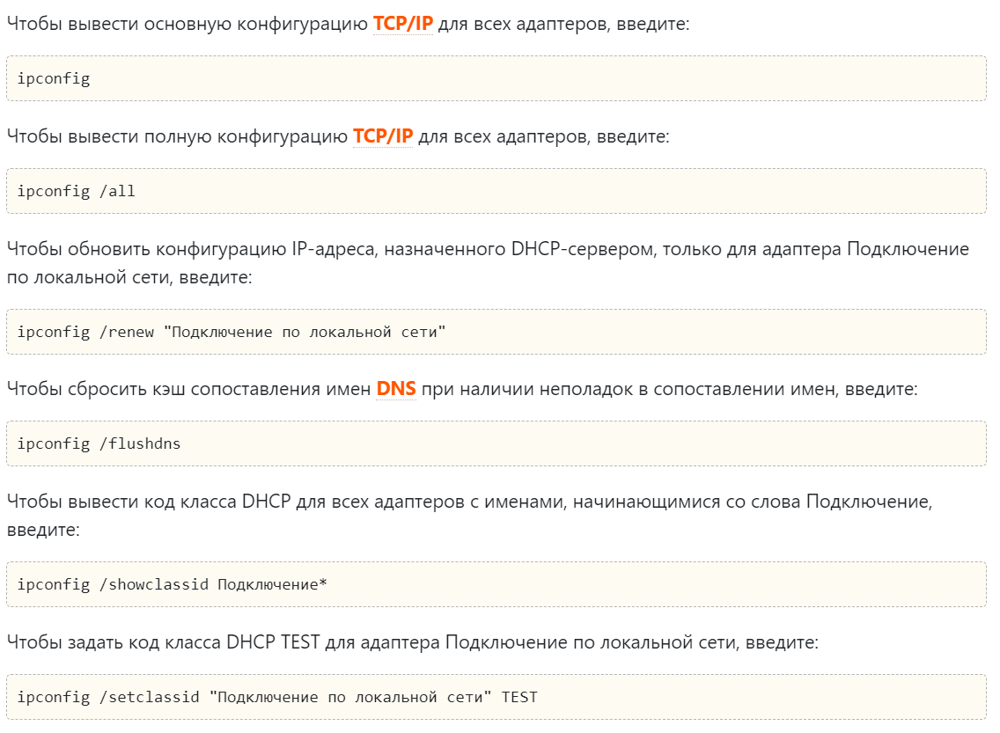 Чтобы вывести основную конфигурацию TCP/IP для всех адаптеров, введите:
ipconfig
Чтобы вывести полную конфигурацию TCP/IP для всех адаптеров, введите:
ipconfig /all
Чтобы обновить конфигурацию IP-адреса, назначенного DHCP-сервером, только для адаптера Подключение
по локальной сети, введите:
ipconfig /renew "Подключение по локальной сети"
Чтобы сбросить кэш сопоставления имен DNS при наличии неполадок в сопоставлении имен, введите:
ipconfig /flushdns
Чтобы вывести код класса DHCP для всех адаптеров с именами, начинающимися со слова Подключение,
введите:
ipconfig /showclassid Подключение*
Чтобы задать код класса DHCP TEST для адаптера Подключение по локальной сети, введите:
ipconfig /setclassid "Подключение по локальной сети" TEST